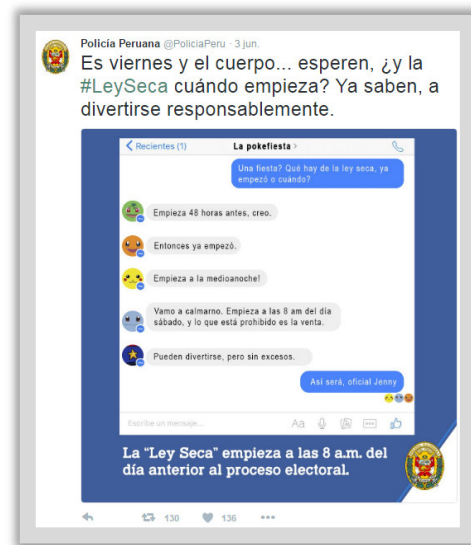 Policía Peruana @PoliciaPeru · 3 jun.
Es viernes y el cuerpo... esperen, ¿y la
#LeySeca cuándo empieza? Ya saben, a
divertirse responsablemente.
Recientes (1)
La pokefiesta >
Una fiesta? Qué hay de la ley seca, ya
empezó o cuándo?
Empieza 48 horas antes, creo.
Entonces ya empezó.
Empieza a la medioanoche!
Vamo a calmarno. Empieza a las 8 am del día
sábado, y lo que está prohibido es la venta.
Pueden divertirse, pero sin excesos.
Así será, oficial Jenny
Escribe un mensaje...
Aa
La "Ley Seca" empieza a las 8 a.m. del
día anterior al proceso electoral.
130
136